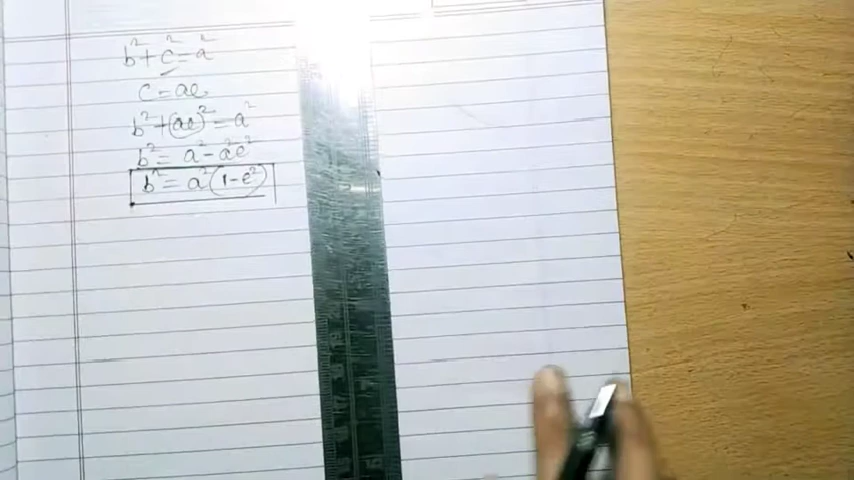 b²+c²=a²
c=ae
b²+(ae)²=a²
b²=a²-a²e²
b²=a²(1-e²)